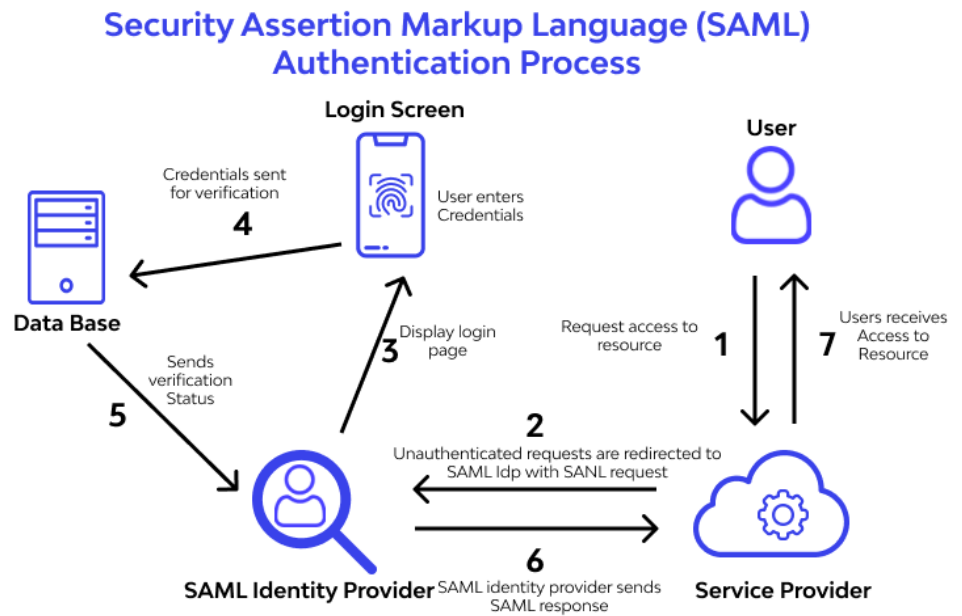 Security Assertion Markup Language (SAML)
Authentication Process
Login Screen
User
Credentials sent
for verification
4
User enters
Credentials
Data Base
3
Display login
page
Request access to
resource
1
7
Users receives
Access to
Resource
Sends
verification
Status
5
2
Unauthenticated requests are redirected to
SAML Idp with SANL request
6
SAML Identity Provider
SAML identity provider sends
SAML response
Service Provider